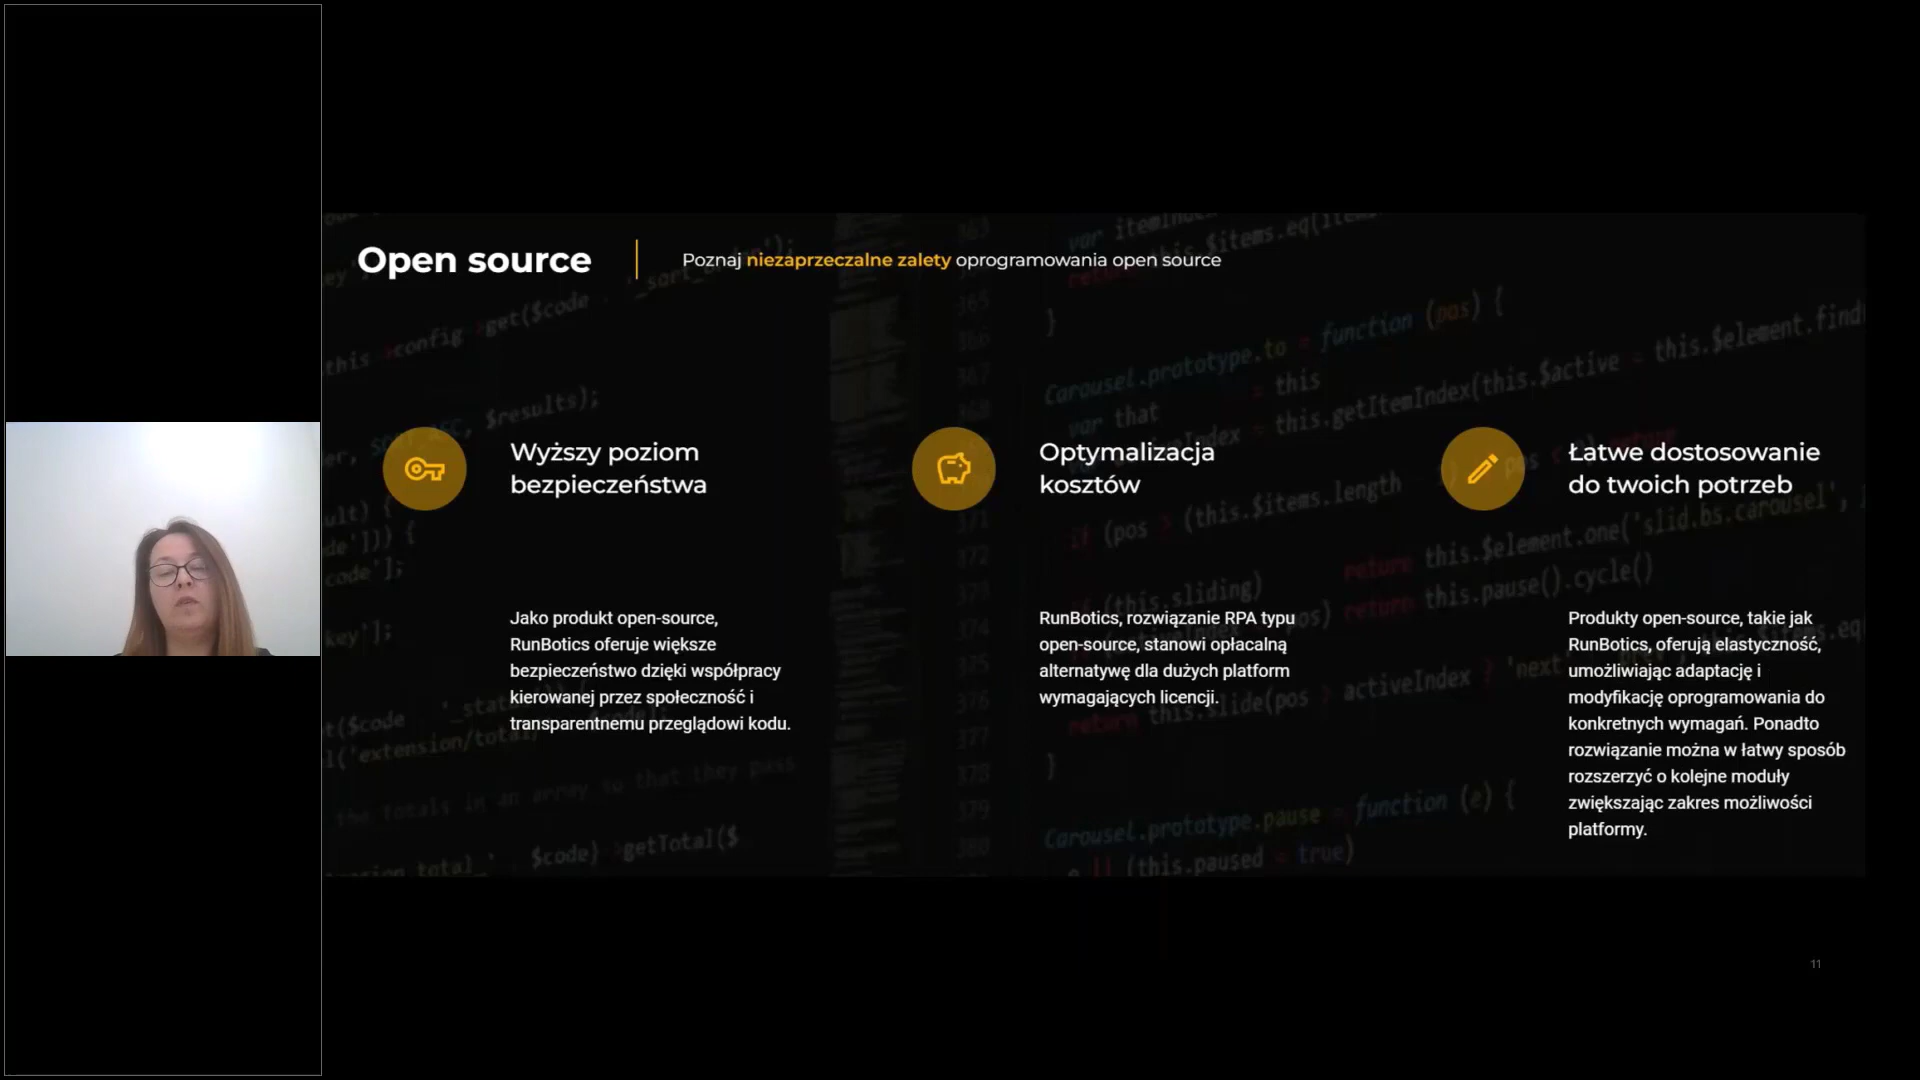 Open source
Poznaj niezaprzeczalne zalety oprogramowania open source
Wyższy poziom
bezpieczeństwa
Jako produkt open-source,
RunBotics oferuje większe
bezpieczeństwo dzięki współpracy
kierowanej przez społeczność i
transparentnemu przeglądowi kodu.
Optymalizacja
kosztów
RunBotics, rozwiązanie RPA typu
open-source, stanowi opłacalną
alternatywę dla dużych platform
wymagających licencji.
Łatwe dostosowanie
do twoich potrzeb
Produkty open-source, takie jak
RunBotics, oferują elastyczność,
umożliwiając adaptację i
modyfikację oprogramowania do
konkretnych wymagań. Ponadto
rozwiązanie można w łatwy sposób
rozszerzyć o kolejne moduły
zwiększając zakres możliwości
platformy.
11